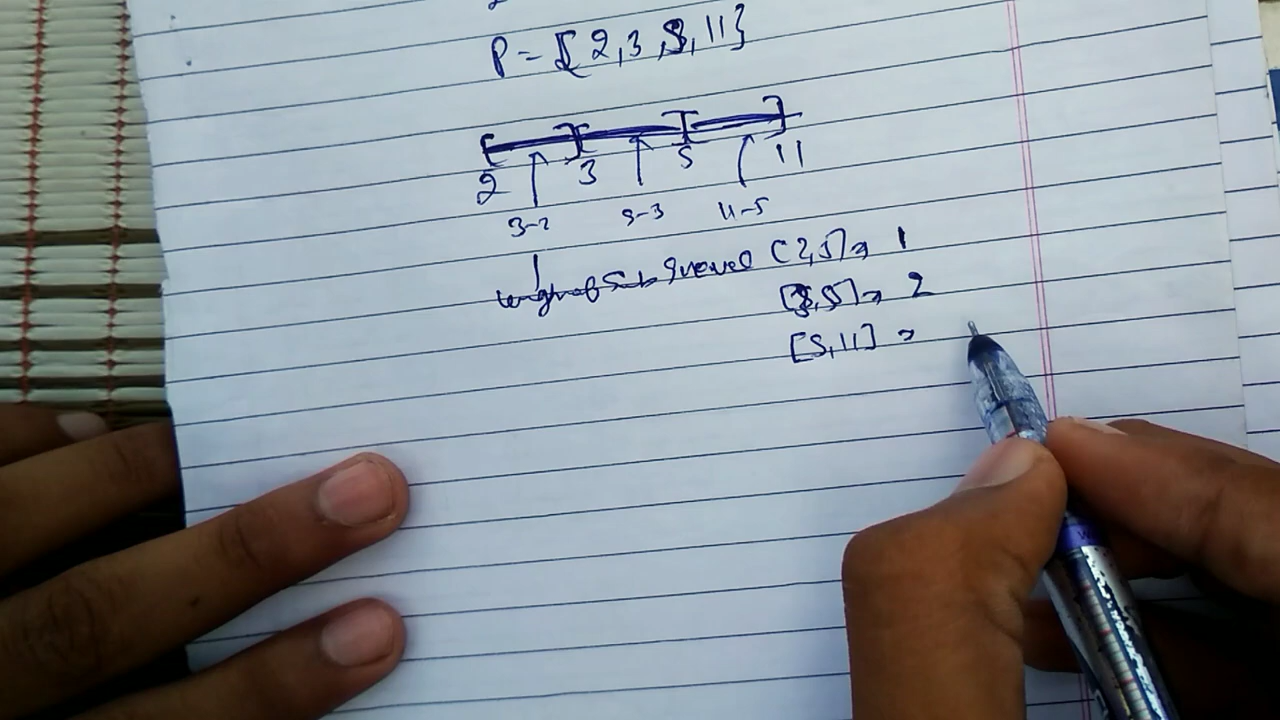 P = { 2, 3, 5, 11 }
[ ] [ ] [ ]
2 3 5 11
3-2 5-3 11-5
length of Sub [2,3] => 1
[3,5] => 2
[5,11] =>